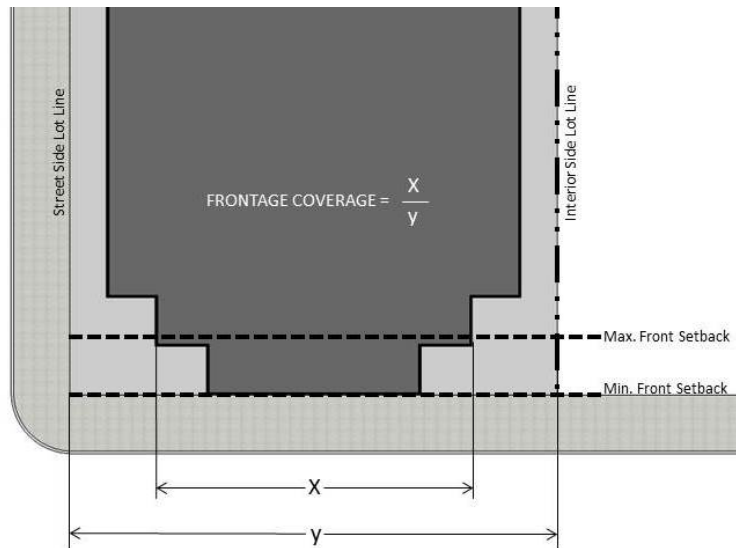 Street Side Lot Line
Interior Side Lot Line
FRONTAGE COVERAGE = X
y
Max. Front Setback
Min. Front Setback
X
y